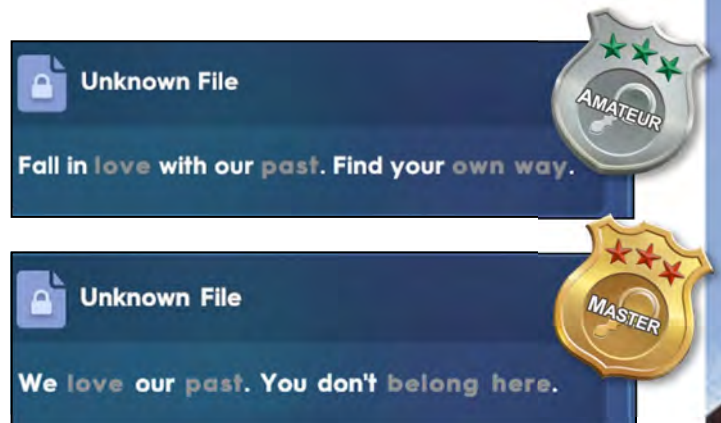 Unknown File
AMATEUR
Fall in love with our past. Find your own way.
Unknown File
MASTER
We love our past. You don't belong here.